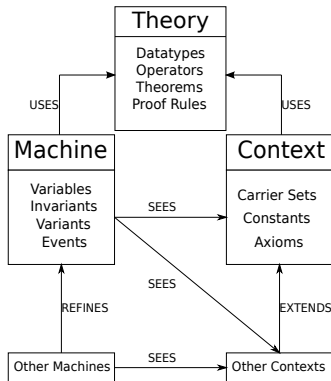 Theory
Datatypes
Operators
Theorems
Proof Rules
USES
USES
Machine
Variables
Invariants
Variants
Events
Context
Carrier Sets
Constants
Axioms
SEES
SEES
REFINES
EXTENDS
Other Machines
SEES
Other Contexts